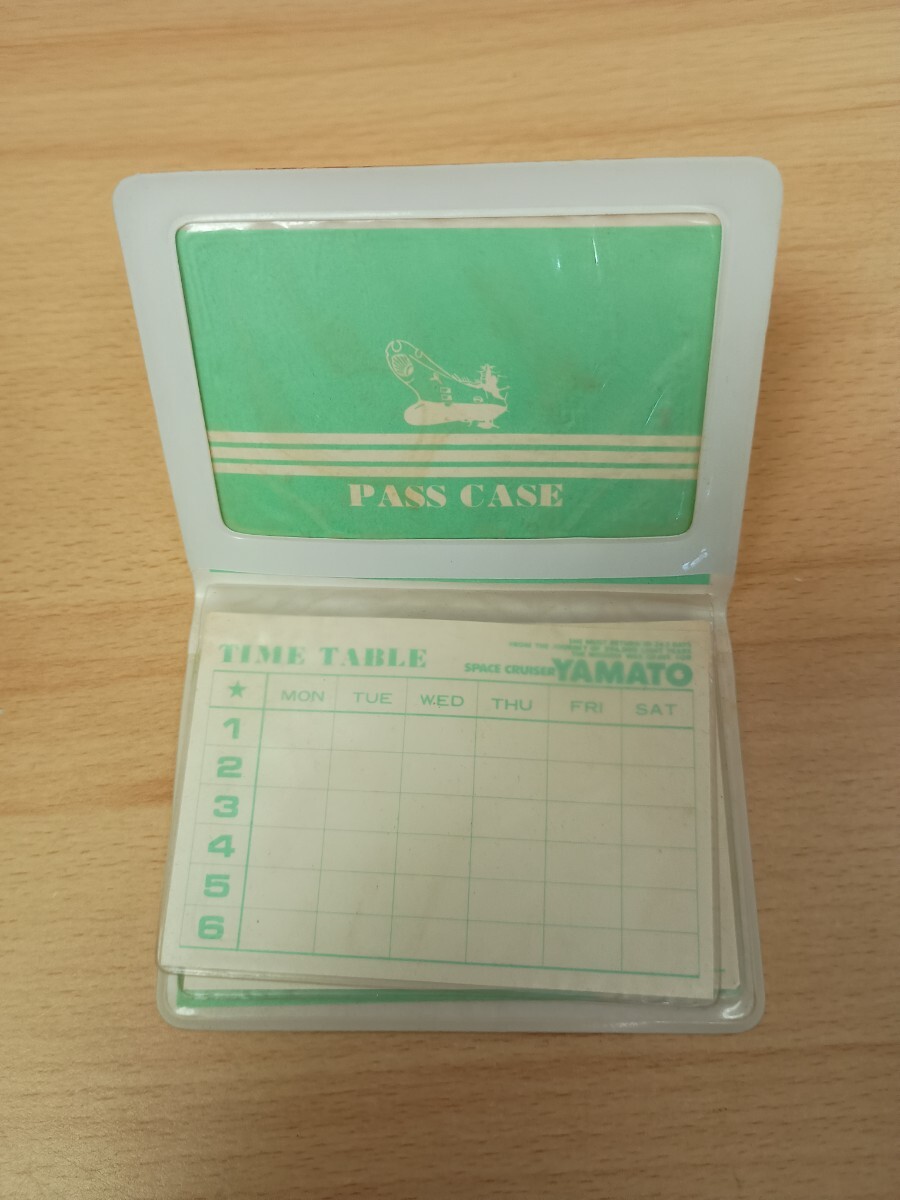 PASS CASE
TIME TABLE
SPACE CRUISER YAMATO
★ MON TUE WED THU FRI SAT
1
2
3
4
5
6